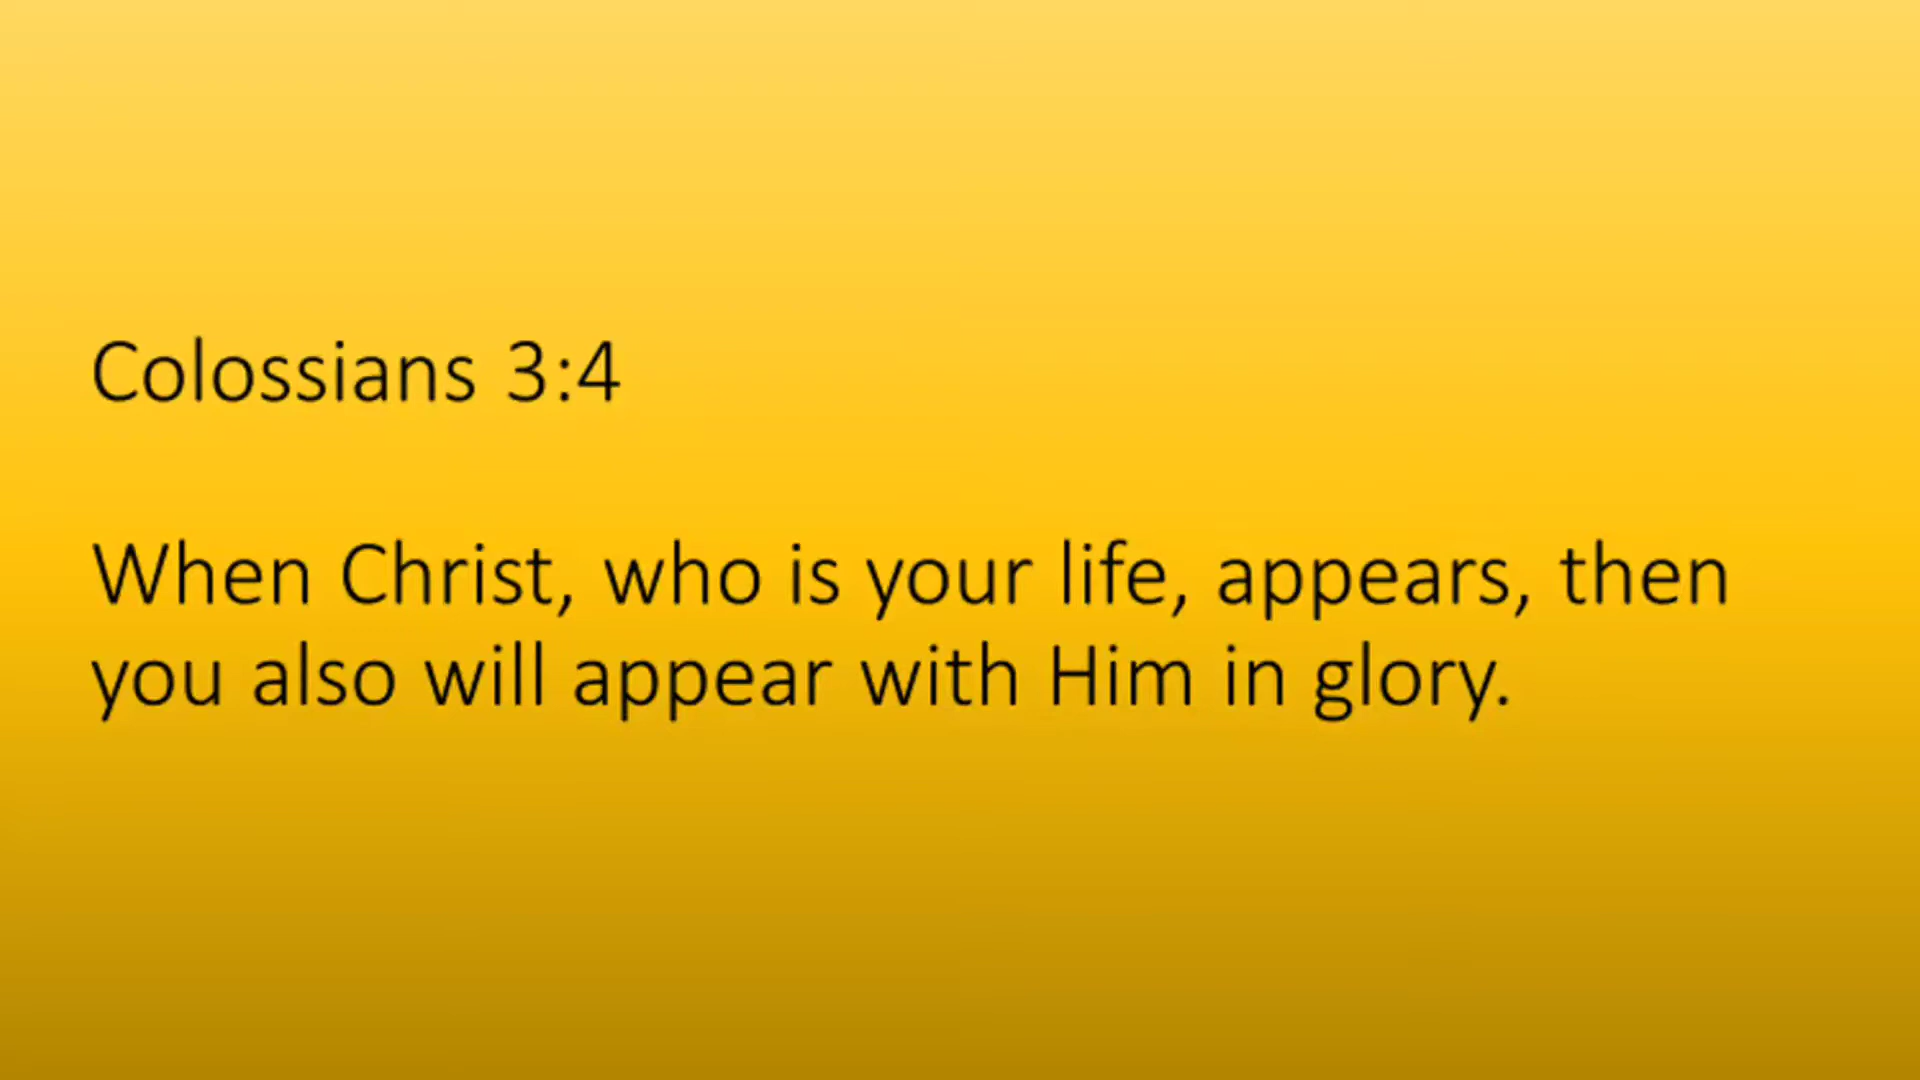 Colossians 3:4
When Christ, who is your life, appears, then
you also will appear with Him in glory.